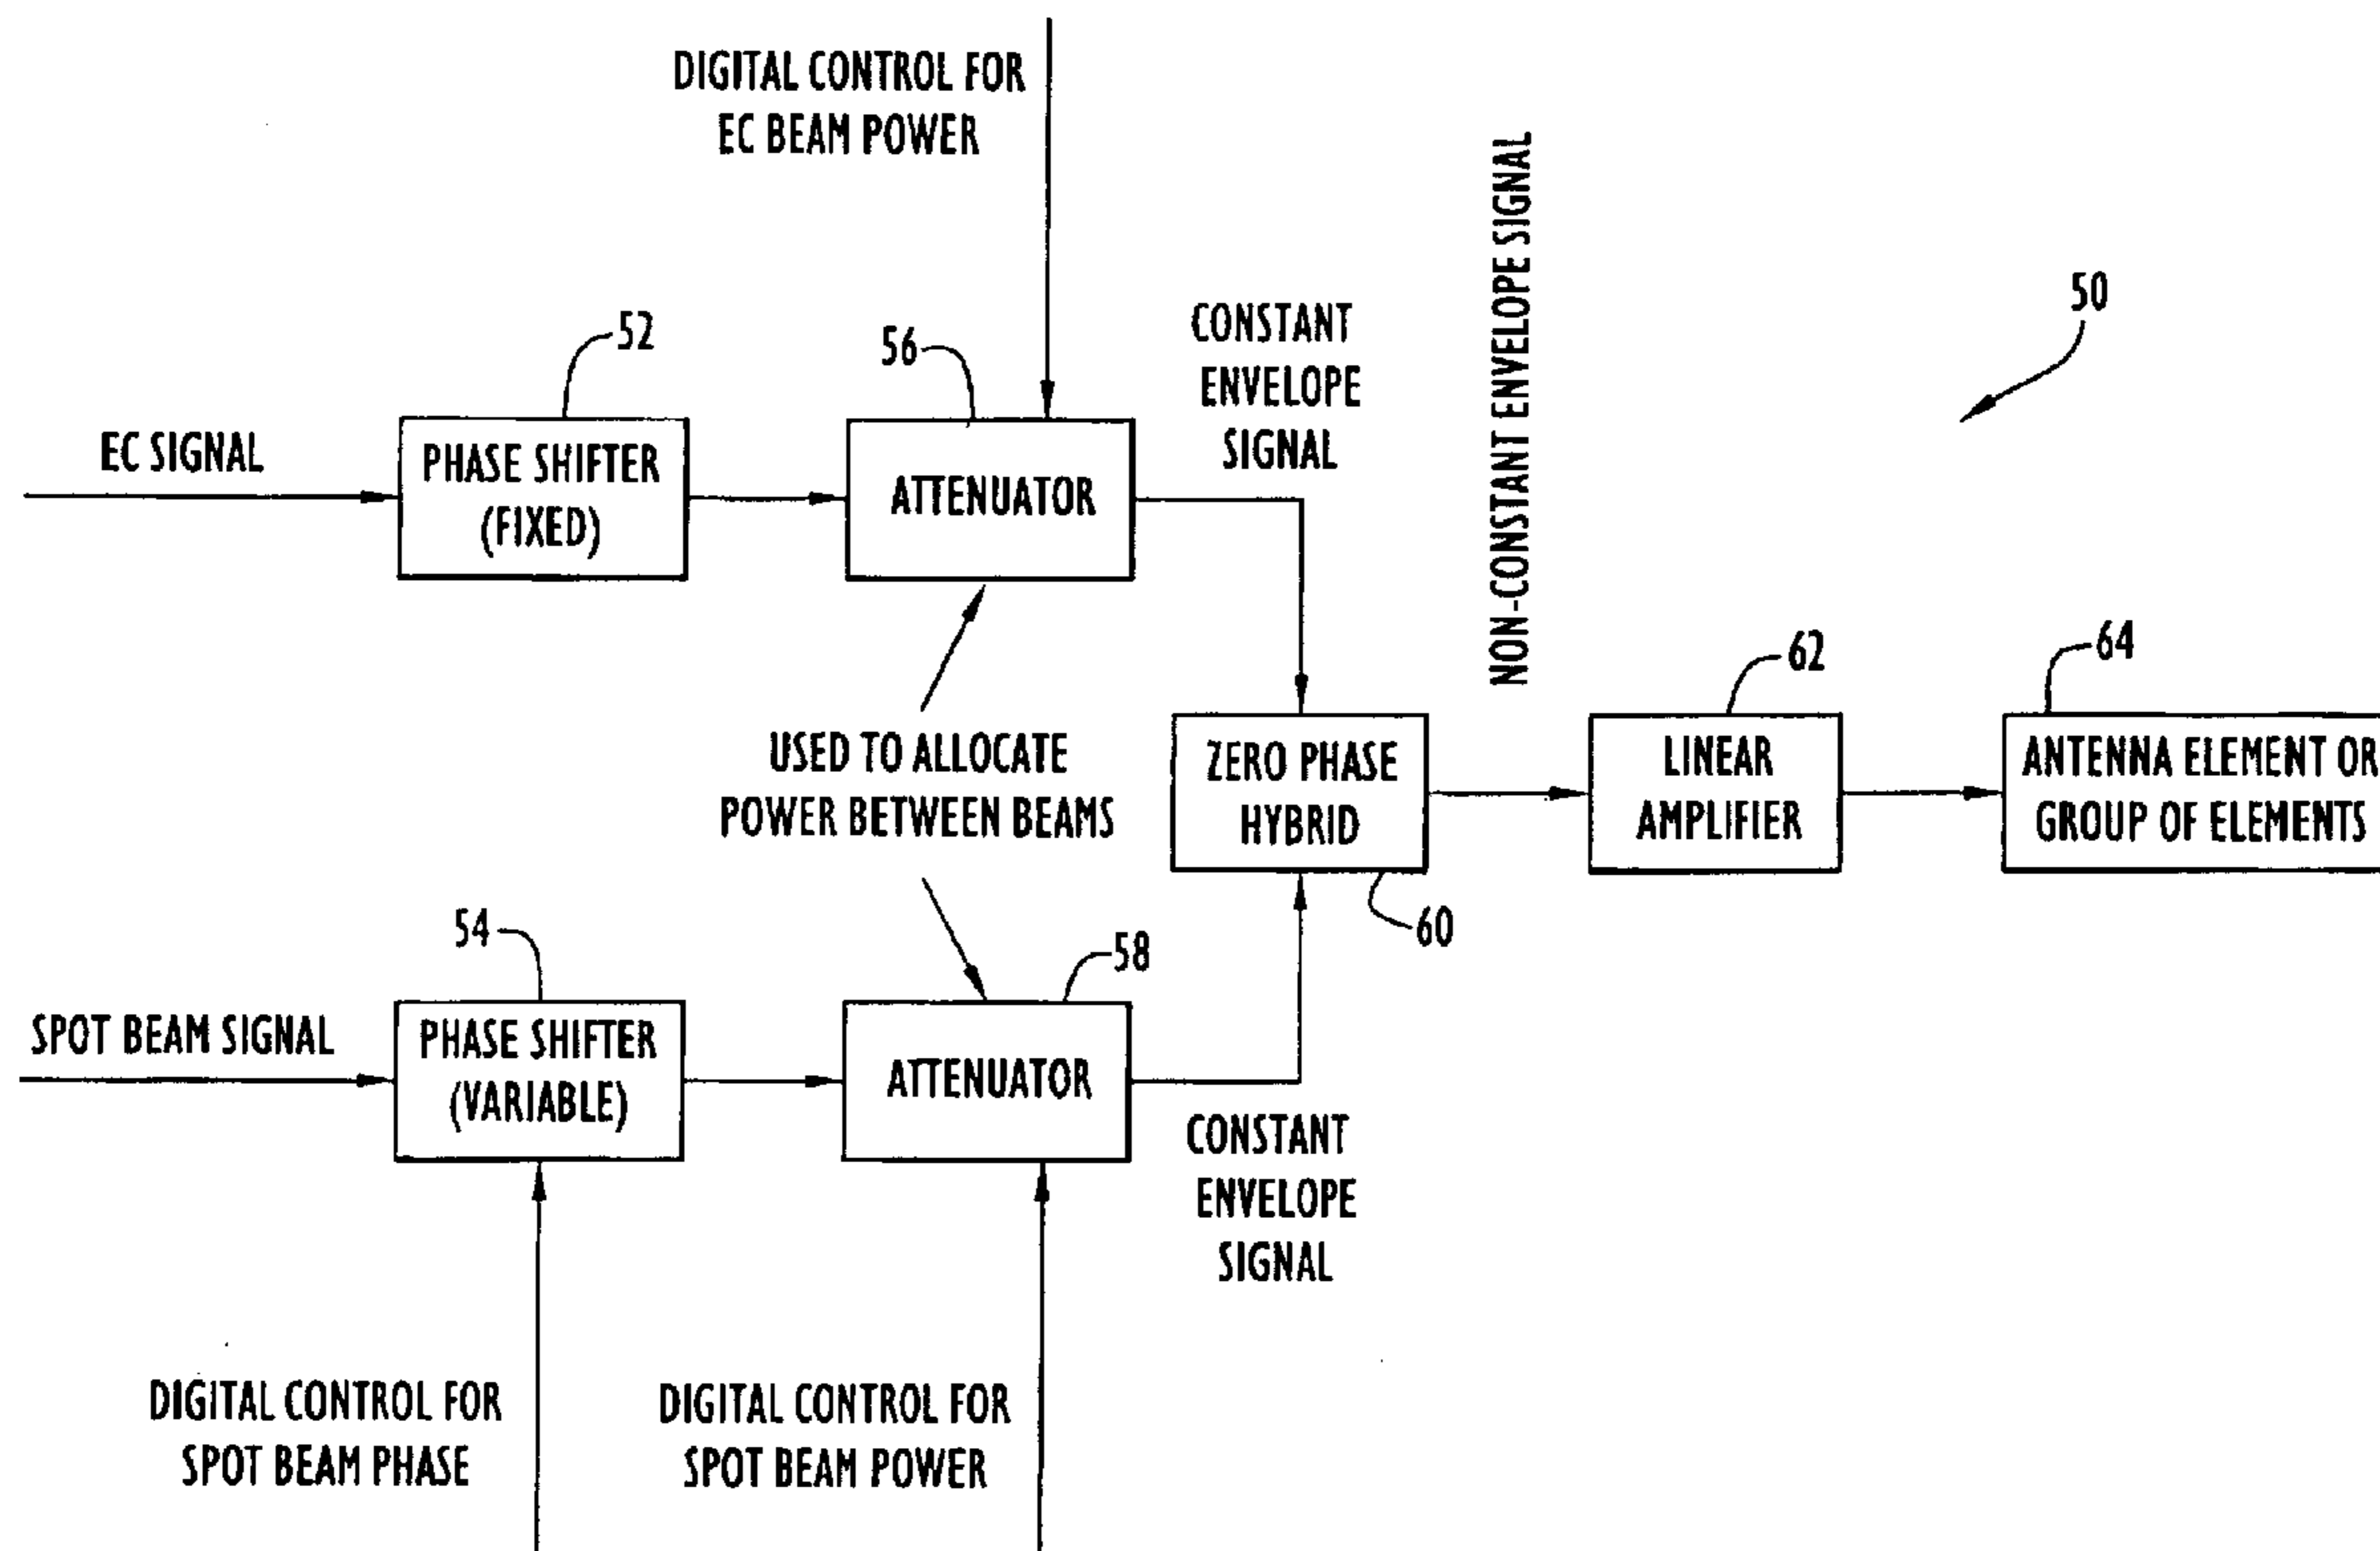 DIGITAL CONTROL FOR
EC BEAM POWER
NON-CONSTANT ENVELOPE SIGNAL
50
CONSTANT
ENVELOPE
SIGNAL
52
56
EC SIGNAL
PHASE SHIFTER
(FIXED)
ATTENUATOR
62
64
USED TO ALLOCATE
POWER BETWEEN BEAMS
ZERO PHASE
HYBRID
LINEAR
AMPLIFIER
ANTENNA ELEMENT OR
GROUP OF ELEMENTS
60
54
58
SPOT BEAM SIGNAL
PHASE SHIFTER
(VARIABLE)
ATTENUATOR
CONSTANT
ENVELOPE
SIGNAL
DIGITAL CONTROL FOR
SPOT BEAM PHASE
DIGITAL CONTROL FOR
SPOT BEAM POWER